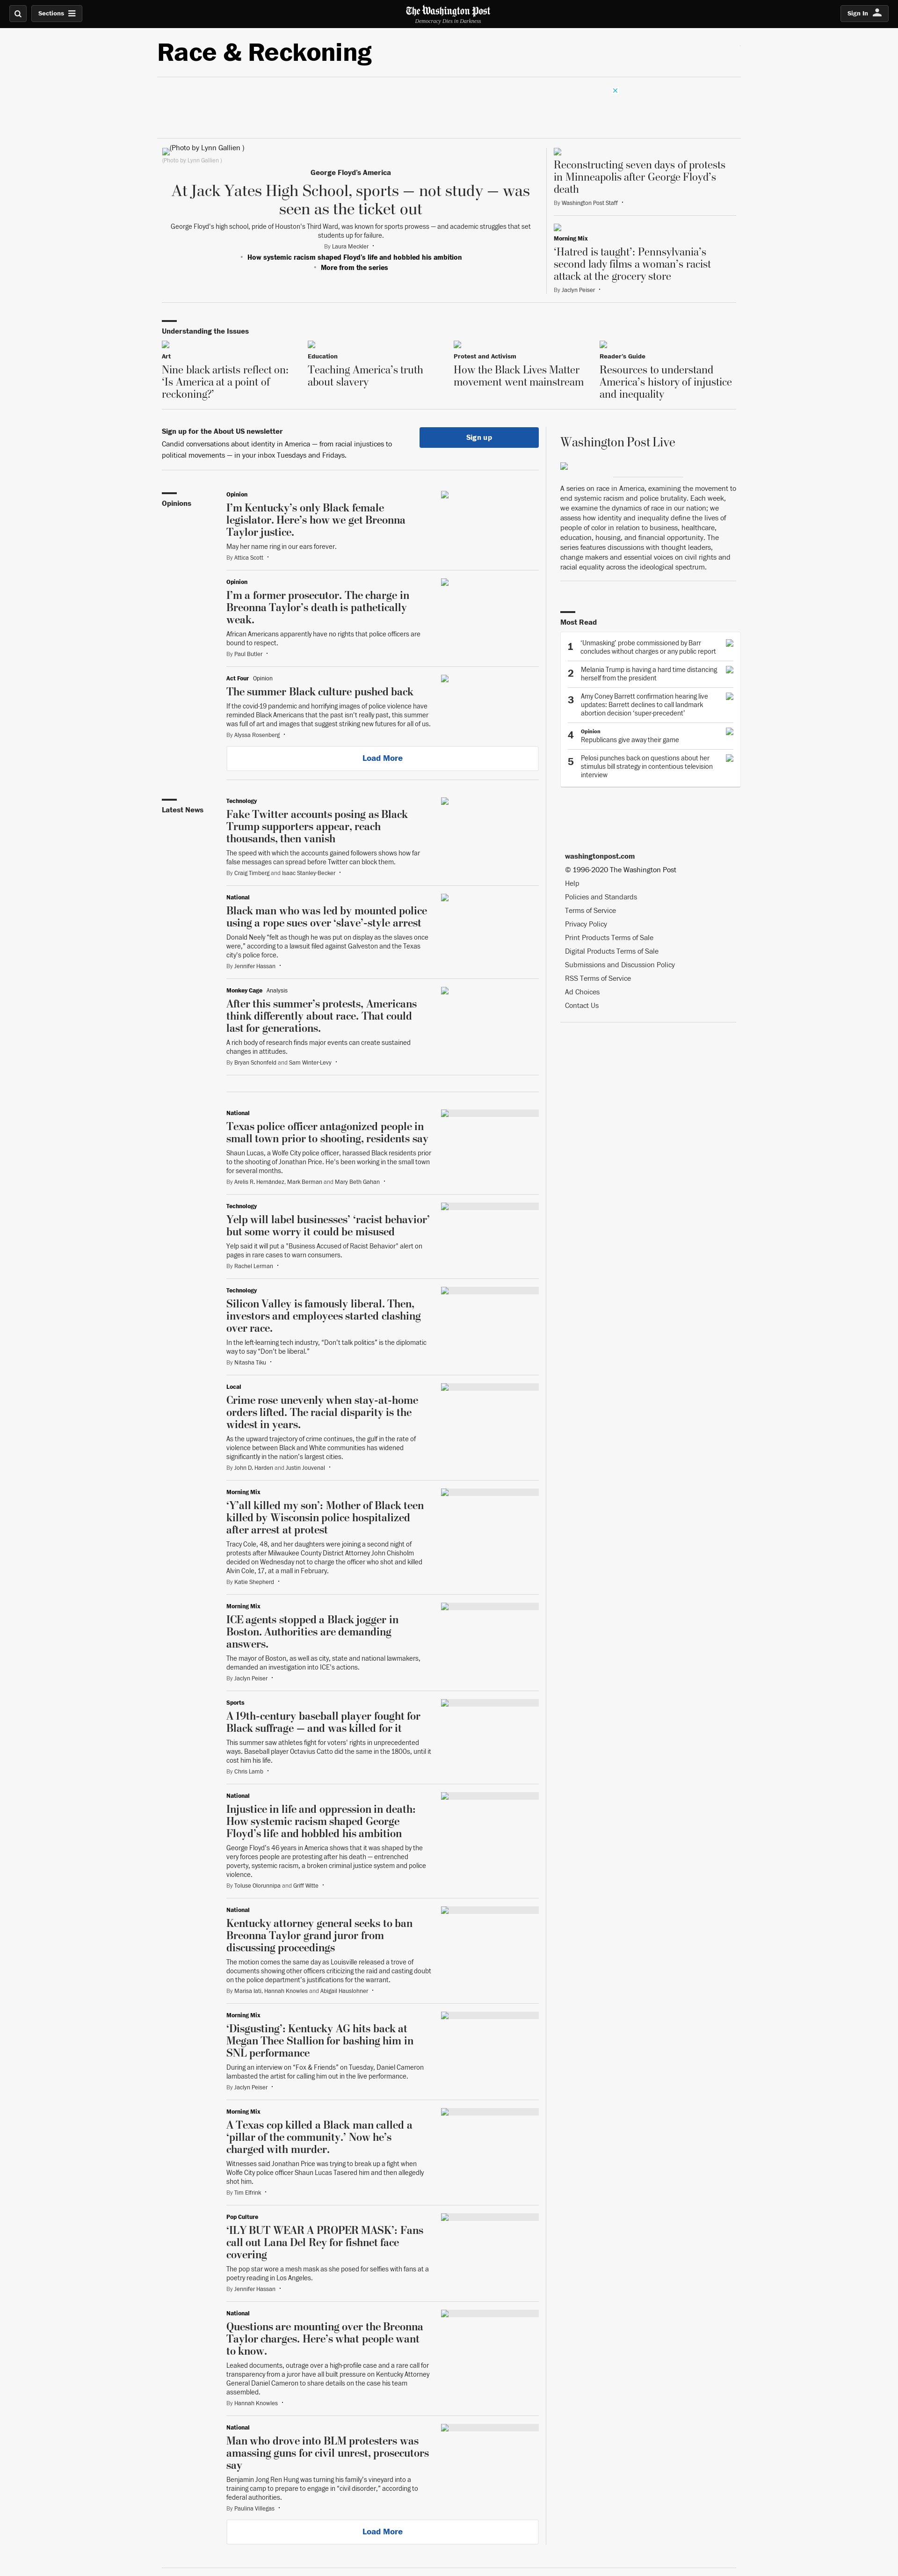 Sections
The Washington Post
Democracy Dies in Darkness
Sign In
Race & Reckoning
(Photo by Lynn Gallien )
(Photo by Lynn Gallien )
George Floyd's America
At Jack Yates High School, sports — not study — was
seen as the ticket out
George Floyd's high school, pride of Houston's Third Ward, was known for sports prowess — and academic struggles that set
students up for failure.
By Laura Meckler •
• How systemic racism shaped Floyd's life and hobbled his ambition
• More from the series
Reconstructing seven days of protests
in Minneapolis after George Floyd's
death
By Washington Post Staff •
Morning Mix
‘Hatred is taught’: Pennsylvania's
second lady films a woman's racist
attack at the grocery store
By Jaclyn Peiser •
Understanding the Issues
Art
Nine black artists reflect on:
‘Is America at a point of
reckoning?’
Education
Teaching America's truth
about slavery
Protest and Activism
How the Black Lives Matter
movement went mainstream
Reader's Guide
Resources to understand
America's history of injustice
and inequality
Sign up for the About US newsletter
Candid conversations about identity in America — from racial injustices to
political movements — in your inbox Tuesdays and Fridays.
Sign up
Opinions
Opinion
I'm Kentucky's only Black female
legislator. Here's how we get Breonna
Taylor justice.
May her name ring in our ears forever.
By Attica Scott •
Opinion
I'm a former prosecutor. The charge in
Breonna Taylor's death is pathetically
weak.
African Americans apparently have no rights that police officers are
bound to respect.
By Paul Butler •
Act Four Opinion
The summer Black culture pushed back
If the covid-19 pandemic and horrifying images of police violence have
reminded Black Americans that the past isn't really past, this summer
was full of art and images that suggest striking new futures for all of us.
By Alyssa Rosenberg •
Load More
Latest News
Technology
Fake Twitter accounts posing as Black
Trump supporters appear, reach
thousands, then vanish
The speed with which the accounts gained followers shows how far
false messages can spread before Twitter can block them.
By Craig Timberg and Isaac Stanley-Becker •
National
Black man who was led by mounted police
using a rope sues over ‘slave’-style arrest
Donald Neely “felt as though he was put on display as the slaves once
were,” according to a lawsuit filed against Galveston and the Texas
city's police force.
By Jennifer Hassan •
Monkey Cage Analysis
After this summer's protests, Americans
think differently about race. That could
last for generations.
A rich body of research finds major events can create sustained
changes in attitudes.
By Bryan Schonfeld and Sam Winter-Levy •
National
Texas police officer antagonized people in
small town prior to shooting, residents say
Shaun Lucas, a Wolfe City police officer, harassed Black residents prior
to the shooting of Jonathan Price. He's been working in the small town
for several months.
By Arelis R. Hernández, Mark Berman and Mary Beth Gahan •
Technology
Yelp will label businesses' ‘racist behavior’
but some worry it could be misused
Yelp said it will put a “Business Accused of Racist Behavior” alert on
pages in rare cases to warn consumers.
By Rachel Lerman •
Technology
Silicon Valley is famously liberal. Then,
investors and employees started clashing
over race.
In the left-learning tech industry, “Don't talk politics” is the diplomatic
way to say “Don't be liberal.”
By Nitasha Tiku •
Local
Crime rose unevenly when stay-at-home
orders lifted. The racial disparity is the
widest in years.
As the upward trajectory of crime continues, the gulf in the rate of
violence between Black and White communities has widened
significantly in the nation's largest cities.
By John D. Harden and Justin Jouvenal •
Morning Mix
‘Y'all killed my son’: Mother of Black teen
killed by Wisconsin police hospitalized
after arrest at protest
Tracy Cole, 48, and her daughters were joining a second night of
protests after Milwaukee County District Attorney John Chisholm
decided on Wednesday not to charge the officer who shot and killed
Alvin Cole, 17, at a mall in February.
By Katie Shepherd •
Morning Mix
ICE agents stopped a Black jogger in
Boston. Authorities are demanding
answers.
The mayor of Boston, as well as city, state and national lawmakers,
demanded an investigation into ICE's actions.
By Jaclyn Peiser •
Sports
A 19th-century baseball player fought for
Black suffrage — and was killed for it
This summer saw athletes fight for voters' rights in unprecedented
ways. Baseball player Octavius Catto did the same in the 1800s, until it
cost him his life.
By Chris Lamb •
National
Injustice in life and oppression in death:
How systemic racism shaped George
Floyd's life and hobbled his ambition
George Floyd's 46 years in America shows that it was shaped by the
very forces people are protesting after his death — entrenched
poverty, systemic racism, a broken criminal justice system and police
violence.
By Toluse Olorunnipa and Griff Witte •
National
Kentucky attorney general seeks to ban
Breonna Taylor grand juror from
discussing proceedings
The motion comes the same day as Louisville released a trove of
documents showing other officers criticizing the raid and casting doubt
on the police department's justifications for the warrant.
By Marisa Iati, Hannah Knowles and Abigail Hauslohner •
Morning Mix
‘Disgusting’: Kentucky AG hits back at
Megan Thee Stallion for bashing him in
SNL performance
During an interview on “Fox & Friends” on Tuesday, Daniel Cameron
lambasted the artist for calling him out in the live performance.
By Jaclyn Peiser •
Morning Mix
A Texas cop killed a Black man called a
‘pillar of the community.’ Now he's
charged with murder.
Witnesses said Jonathan Price was trying to break up a fight when
Wolfe City police officer Shaun Lucas Tasered him and then allegedly
shot him.
By Tim Elfrink •
Pop Culture
‘ILY BUT WEAR A PROPER MASK’: Fans
call out Lana Del Rey for fishnet face
covering
The pop star wore a mesh mask as she posed for selfies with fans at a
poetry reading in Los Angeles.
By Jennifer Hassan •
National
Questions are mounting over the Breonna
Taylor charges. Here's what people want
to know.
Leaked documents, outrage over a high-profile case and a rare call for
transparency from a juror have all built pressure on Kentucky Attorney
General Daniel Cameron to share details on the case his team
assembled.
By Hannah Knowles •
National
Man who drove into BLM protesters was
amassing guns for civil unrest, prosecutors
say
Benjamin Jong Ren Hung was turning his family's vineyard into a
training camp to prepare to engage in “civil disorder,” according to
federal authorities.
By Paulina Villegas •
Load More
Washington Post Live
A series on race in America, examining the movement to
end systemic racism and police brutality. Each week,
we examine the dynamics of race in our nation; we
assess how identity and inequality define the lives of
people of color in relation to business, healthcare,
education, housing, and financial opportunity. The
series features discussions with thought leaders,
change makers and essential voices on civil rights and
racial equality across the ideological spectrum.
Most Read
1 ‘Unmasking’ probe commissioned by Barr
concludes without charges or any public report
2 Melania Trump is having a hard time distancing
herself from the president
3 Amy Coney Barrett confirmation hearing live
updates: Barrett declines to call landmark
abortion decision ‘super-precedent’
4 Opinion
Republicans give away their game
5 Pelosi punches back on questions about her
stimulus bill strategy in contentious television
interview
washingtonpost.com
© 1996-2020 The Washington Post
Help
Policies and Standards
Terms of Service
Privacy Policy
Print Products Terms of Sale
Digital Products Terms of Sale
Submissions and Discussion Policy
RSS Terms of Service
Ad Choices
Contact Us